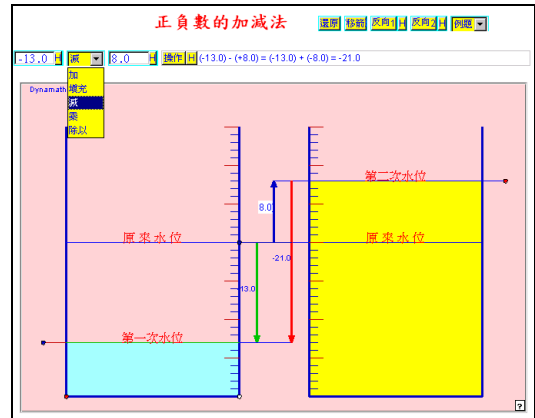 正負數的加減法 還原 移箭 反向1 H 反向2 H 例題
-13.0 H 減 8.0 H 操作 H (-13.0) - (+8.0) = (-13.0) + (-8.0) = -21.0
加
填充
減
乘
除以
Dynamath
第二次水位
8.0
原來水位 原來水位
-21.0
-13.0
第一次水位
?